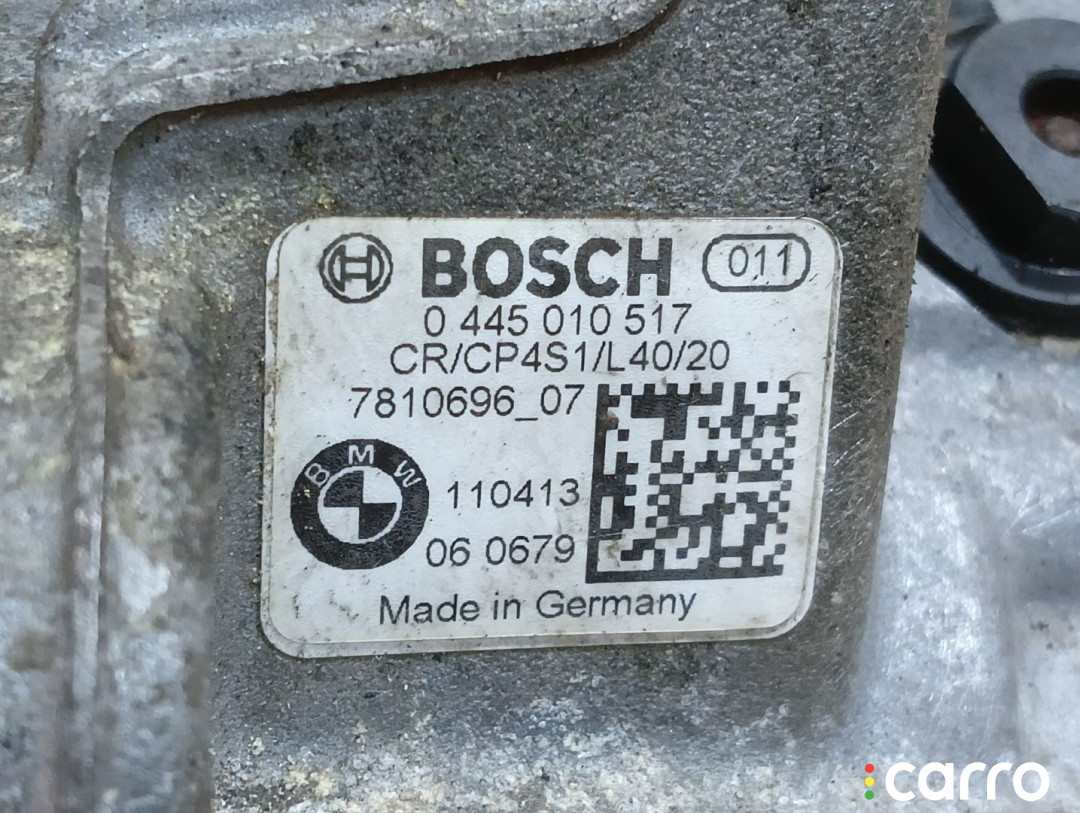 BOSCH 011
0 445 010 517
CR/CP4S1/L40/20
7810696_07
BMW
110413
06 0679
Made in Germany
carro